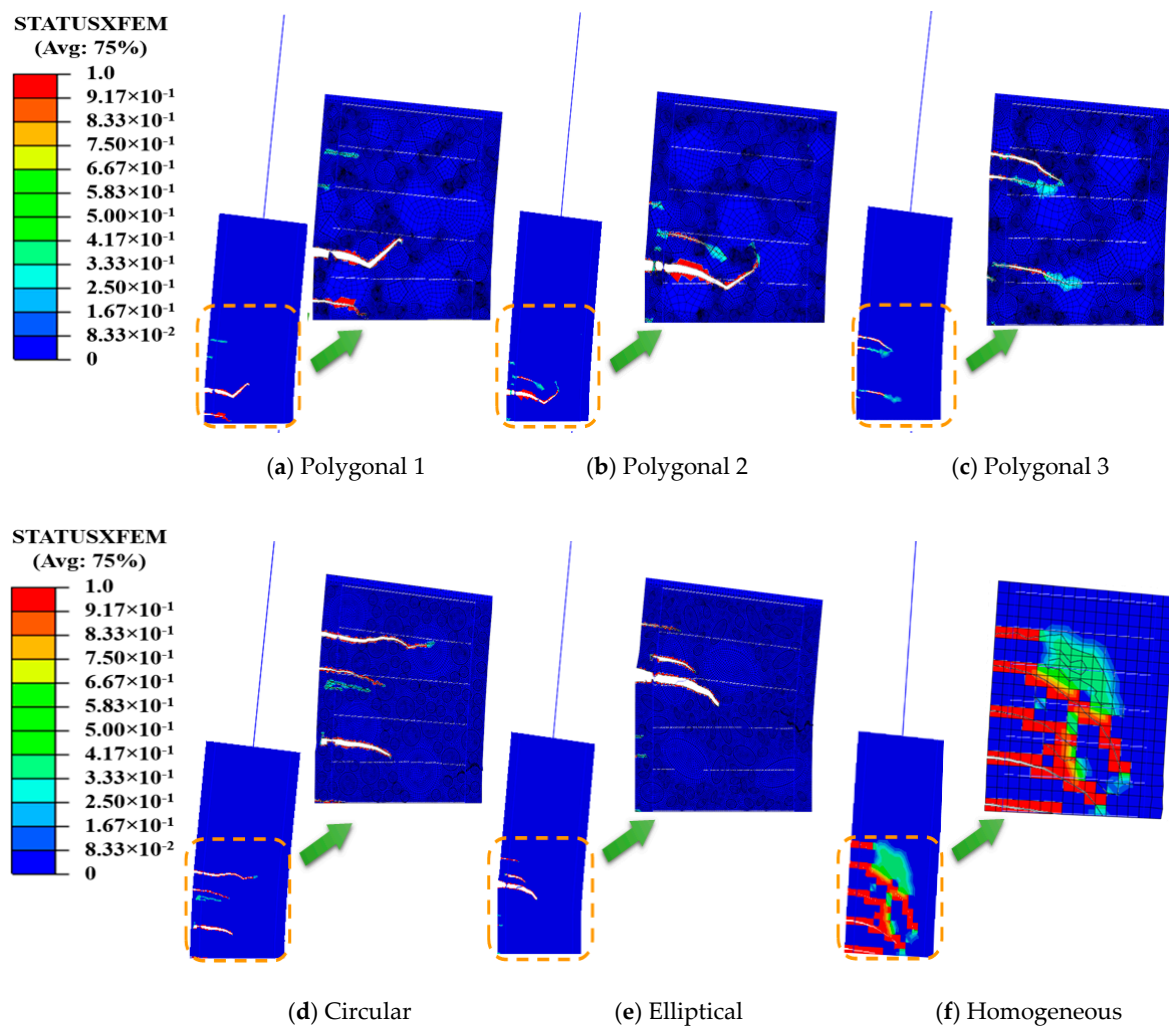 STATUSXFEM
(Avg: 75%)
1.0
9.17×10⁻¹
8.33×10⁻¹
7.50×10⁻¹
6.67×10⁻¹
5.83×10⁻¹
5.00×10⁻¹
4.17×10⁻¹
3.33×10⁻¹
2.50×10⁻¹
1.67×10⁻¹
8.33×10⁻²
0
(a) Polygonal 1
(b) Polygonal 2
(c) Polygonal 3
STATUSXFEM
(Avg: 75%)
1.0
9.17×10⁻¹
8.33×10⁻¹
7.50×10⁻¹
6.67×10⁻¹
5.83×10⁻¹
5.00×10⁻¹
4.17×10⁻¹
3.33×10⁻¹
2.50×10⁻¹
1.67×10⁻¹
8.33×10⁻²
0
(d) Circular
(e) Elliptical
(f) Homogeneous